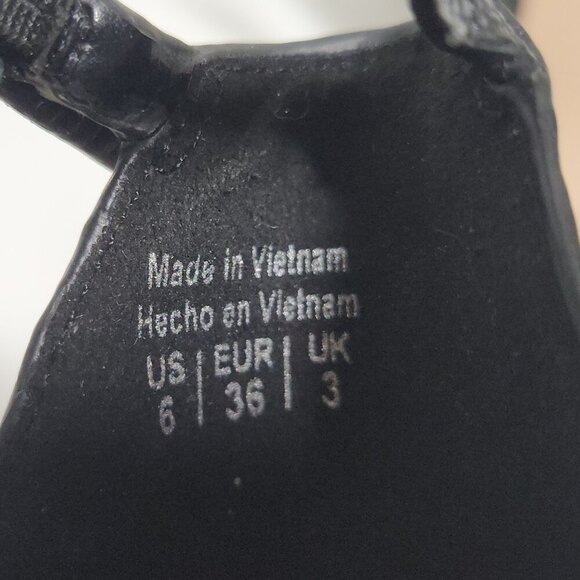 Made in Vietnam
Hecho en Vietnam
US | EUR | UK
6 | 36 | 3